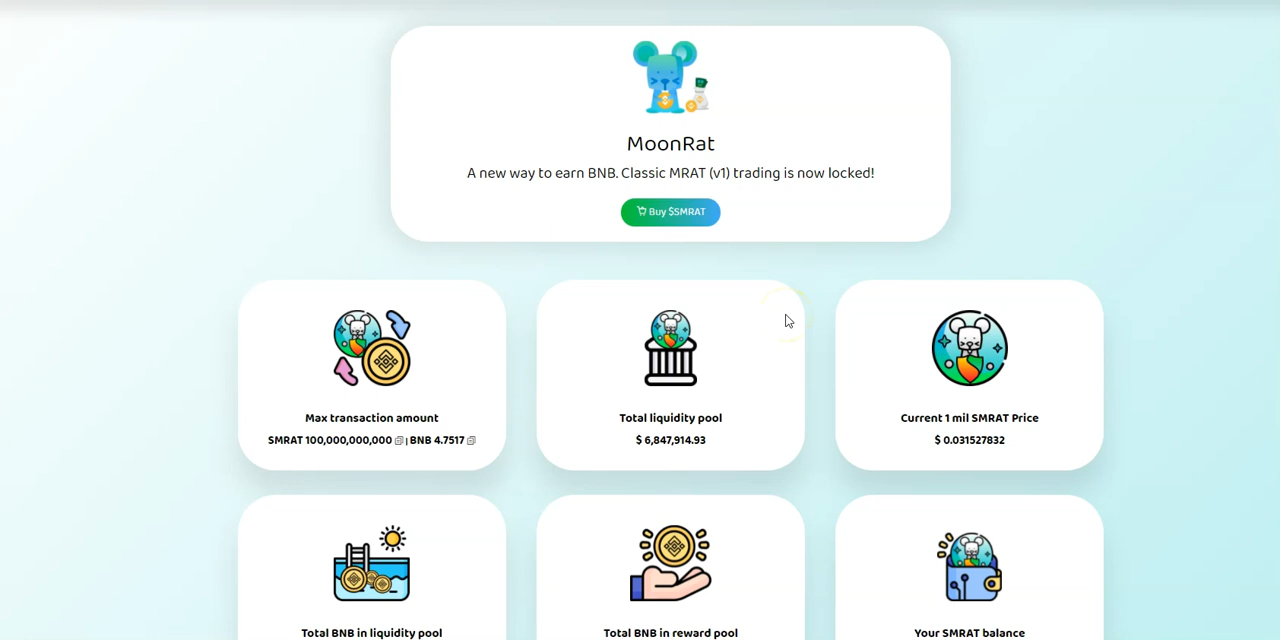 MoonRat
A new way to earn BNB. Classic MRAT (v1) trading is now locked!
Buy $SMRAT
Max transaction amount
SMRAT 100,000,000,000 | BNB 4.7517
Total liquidity pool
$ 6,847,914.93
Current 1 mil SMRAT Price
$ 0.031527832
Total BNB in liquidity pool
Total BNB in reward pool
Your SMRAT balance